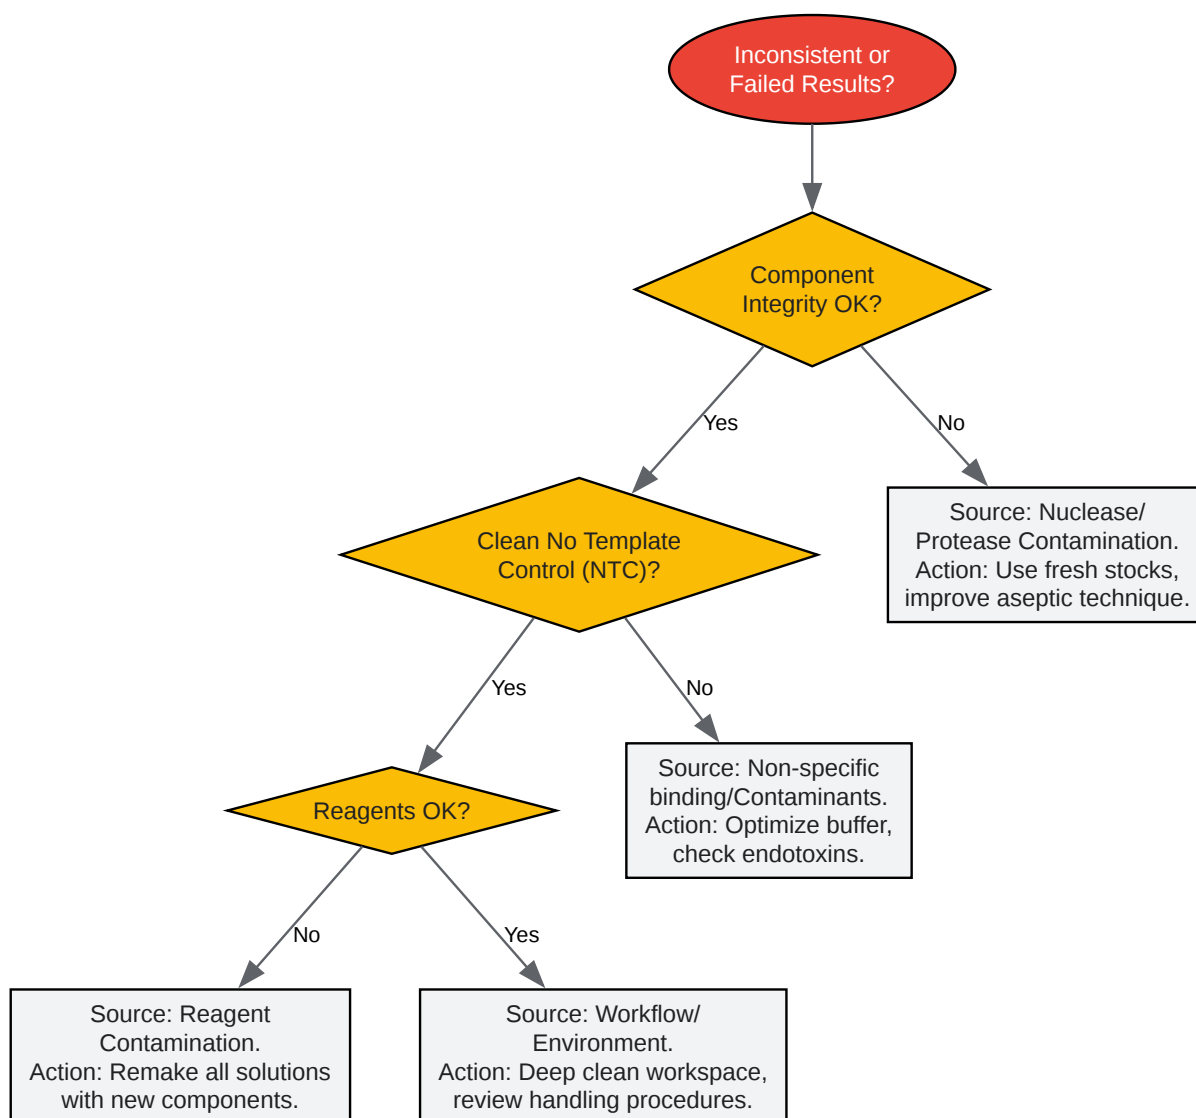 Inconsistent or
Failed Results?
Component
Integrity OK?
Yes
No
Clean No Template
Control (NTC)?
Source: Nuclease/
Protease Contamination.
Action: Use fresh stocks,
improve aseptic technique.
Yes
No
Reagents OK?
Source: Non-specific
binding/Contaminants.
Action: Optimize buffer,
check endotoxins.
No
Yes
Source: Reagent
Contamination.
Action: Remake all solutions
with new components.
Source: Workflow/
Environment.
Action: Deep clean workspace,
review handling procedures.